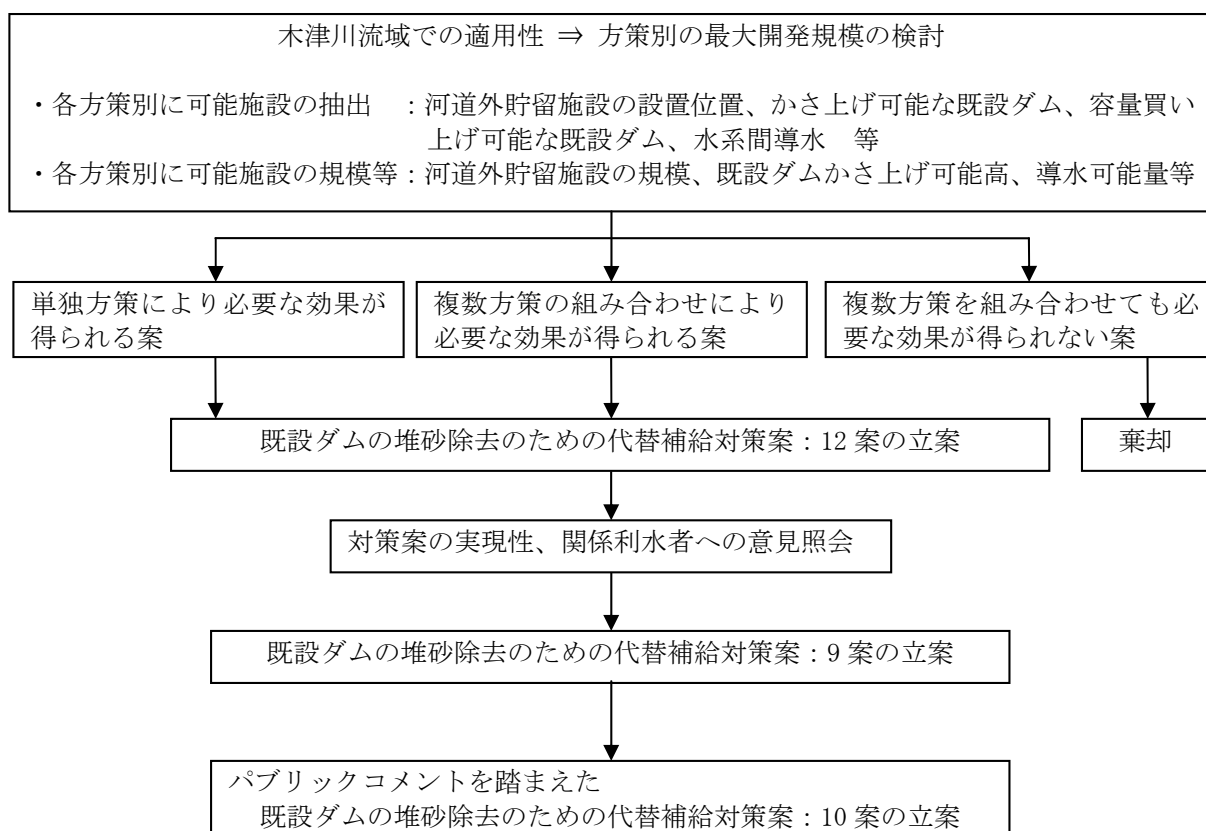 木津川流域での適用性 ⇒ 方策別の最大開発規模の検討
・各方策別に可能施設の抽出 :河道外貯留施設の設置位置、かさ上げ可能な既設ダム、容量買い
上げ可能な既設ダム、水系間導水 等
・各方策別に可能施設の規模等:河道外貯留施設の規模、既設ダムかさ上げ可能高、導水可能量等
単独方策により必要な効果が
得られる案
複数方策の組み合わせにより
必要な効果が得られる案
複数方策を組み合わせても必
要な効果が得られない案
既設ダムの堆砂除去のための代替補給対策案:12 案の立案
棄却
対策案の実現性、関係利水者への意見照会
既設ダムの堆砂除去のための代替補給対策案:9 案の立案
パブリックコメントを踏まえた
既設ダムの堆砂除去のための代替補給対策案:10 案の立案